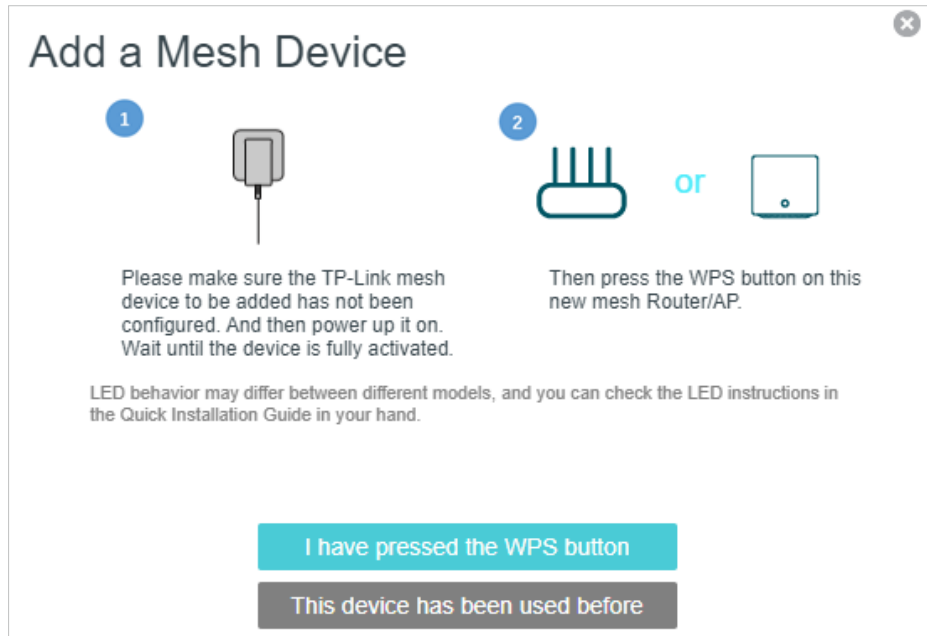 Add a Mesh Device
1
2
or
Please make sure the TP-Link mesh
device to be added has not been
configured. And then power up it on.
Wait until the device is fully activated.
Then press the WPS button on this
new mesh Router/AP.
LED behavior may differ between different models, and you can check the LED instructions in
the Quick Installation Guide in your hand.
I have pressed the WPS button
This device has been used before